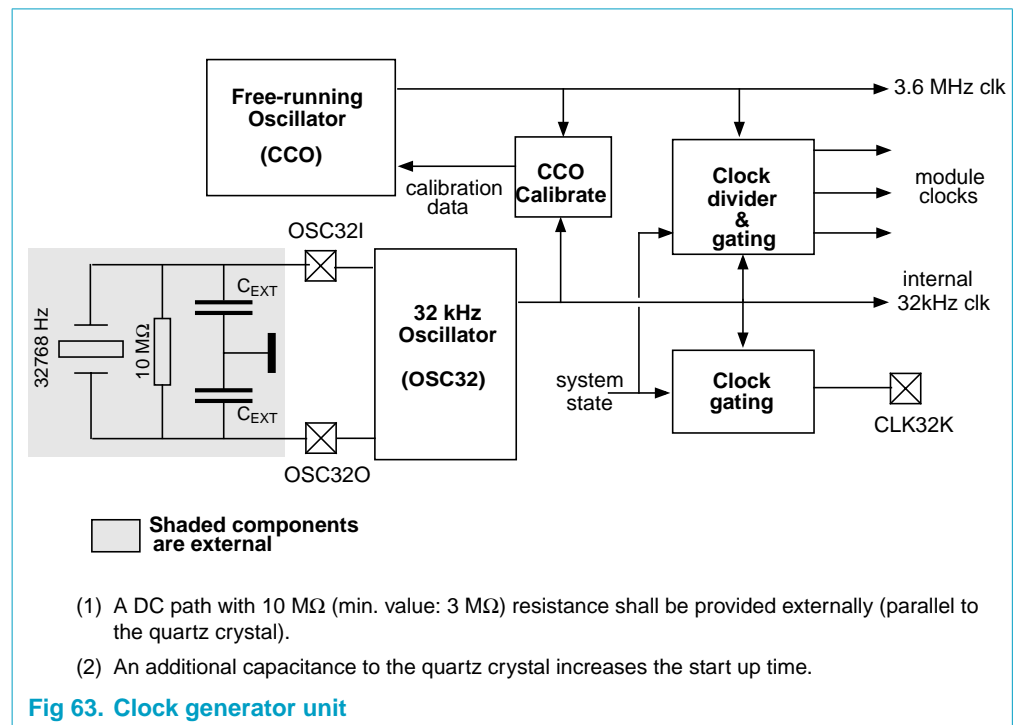 Free-running
Oscillator
(CCO)
3.6 MHz clk
calibration
data
CCO
Calibrate
Clock
divider
&
gating
module
clocks
OSC32I
32768 Hz
10 MΩ
CEXT
CEXT
OSC32O
32 kHz
Oscillator
(OSC32)
internal
32kHz clk
system
state
Clock
gating
CLK32K
Shaded components
are external
(1) A DC path with 10 MΩ (min. value: 3 MΩ) resistance shall be provided externally (parallel to
the quartz crystal).
(2) An additional capacitance to the quartz crystal increases the start up time.
Fig 63. Clock generator unit